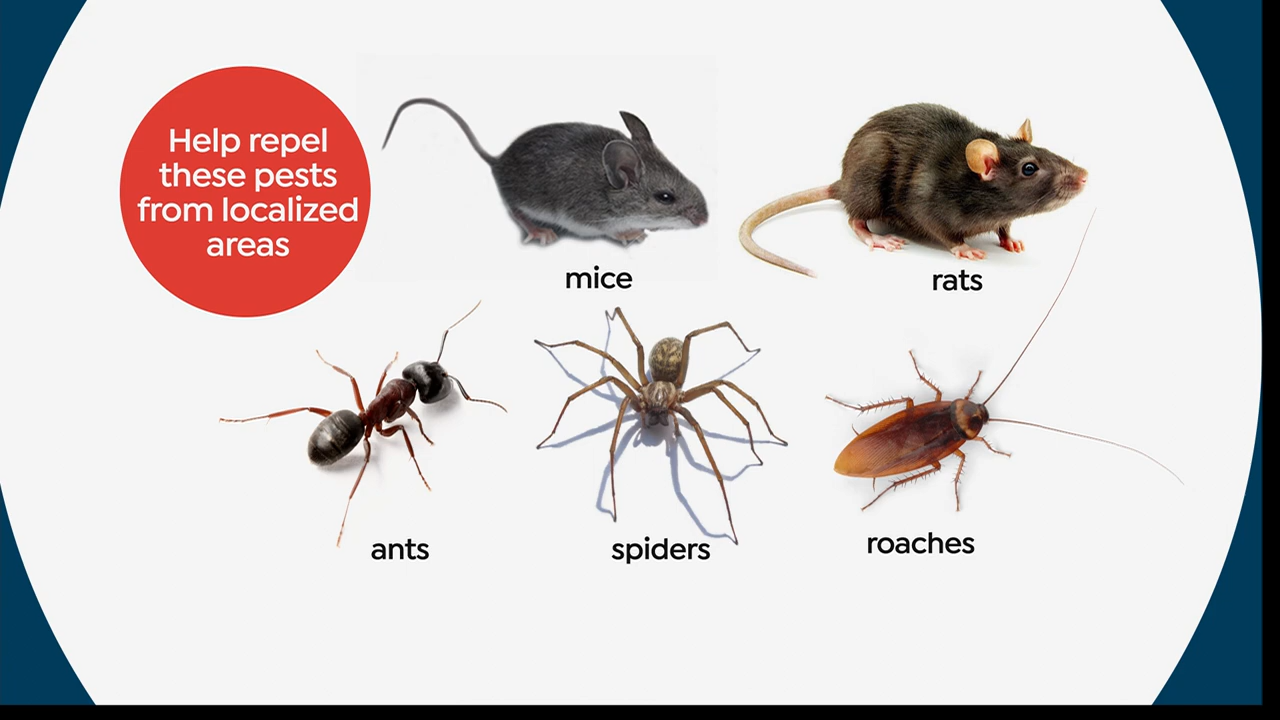 Help repel
these pests
from localized
areas
mice
rats
ants
spiders
roaches